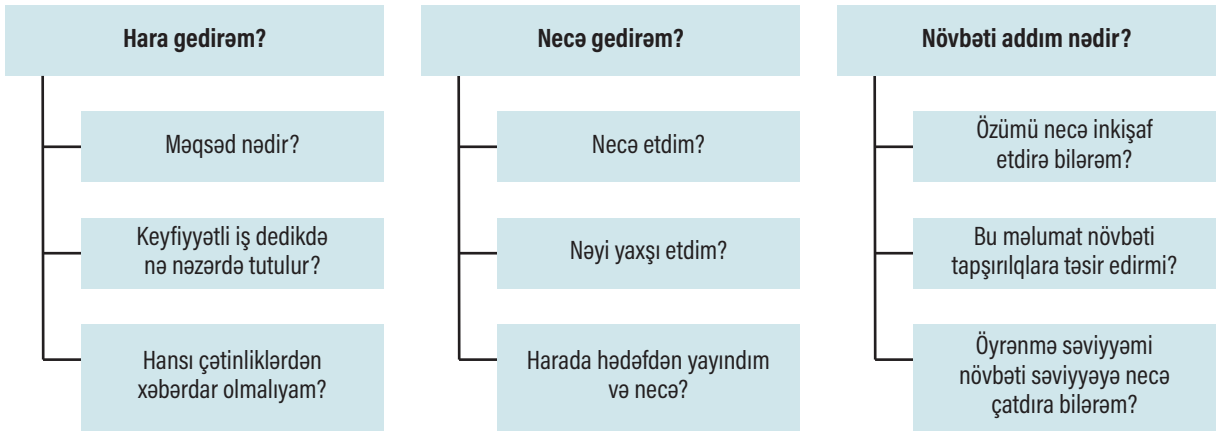 Hara gedirəm?
Məqsəd nədir?
Keyfiyyətli iş dedikdə
nə nəzərdə tutulur?
Hansı çətinliklərdən
xəbərdar olmalıyam?
Necə gedirəm?
Necə etdim?
Nəyi yaxşı etdim?
Harada hədəfdən yayındım
və necə?
Növbəti addım nədir?
Özümü necə inkişaf
etdirə bilərəm?
Bu məlumat növbəti
tapşırılqlara təsir edirmi?
Öyrənmə səviyyəmi
növbəti səviyyəyə necə
çatdıra bilərəm?